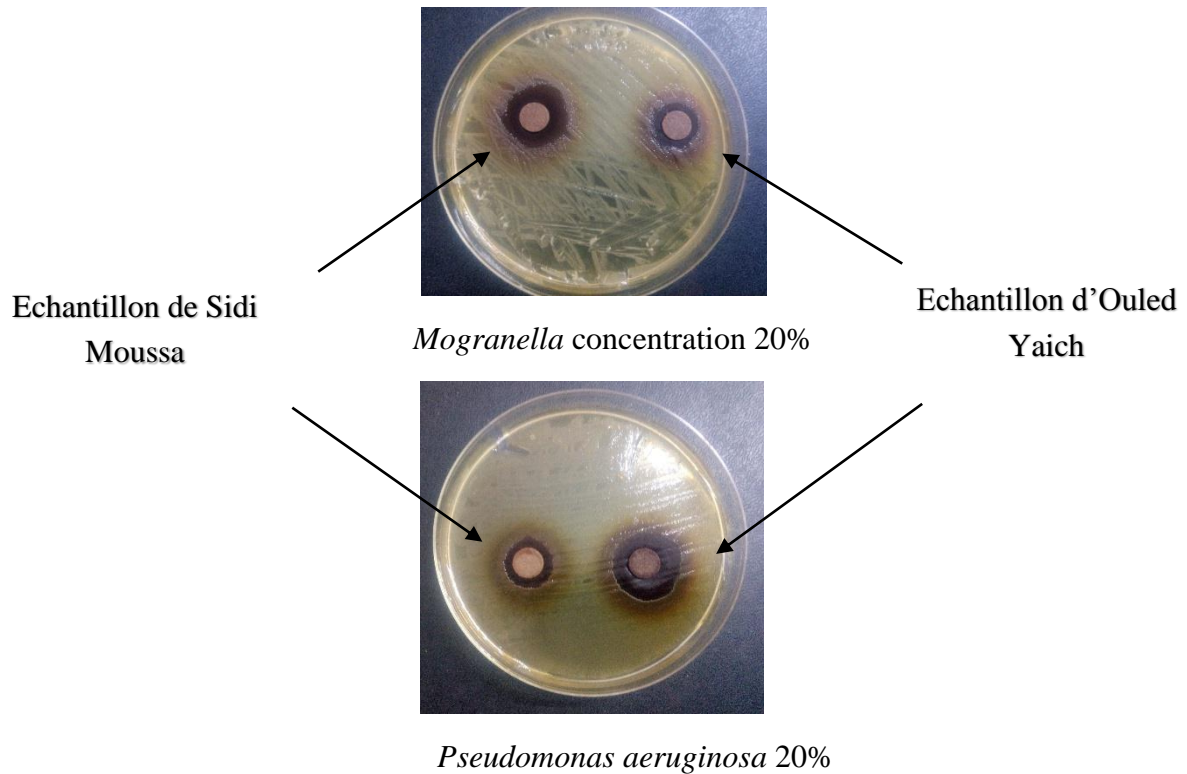 Echantillon de Sidi
Moussa
Echantillon d’Ouled
Yaich
Mogranella concentration 20%
Pseudomonas aeruginosa 20%